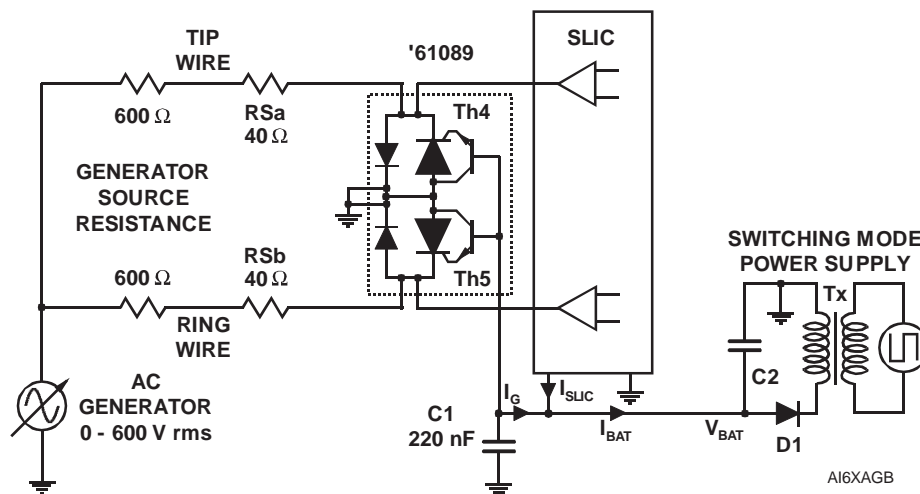 TIP
WIRE
'61089
SLIC
600 Ω
RSa
40 Ω
Th4
GENERATOR
SOURCE
RESISTANCE
600 Ω
RSb
40 Ω
Th5
RING
WIRE
SWITCHING MODE
POWER SUPPLY
Tx
AC
GENERATOR
0 - 600 V rms
C1
220 nF
IG
ISLIC
IBAT
VBAT
C2
D1
AI6XAGB